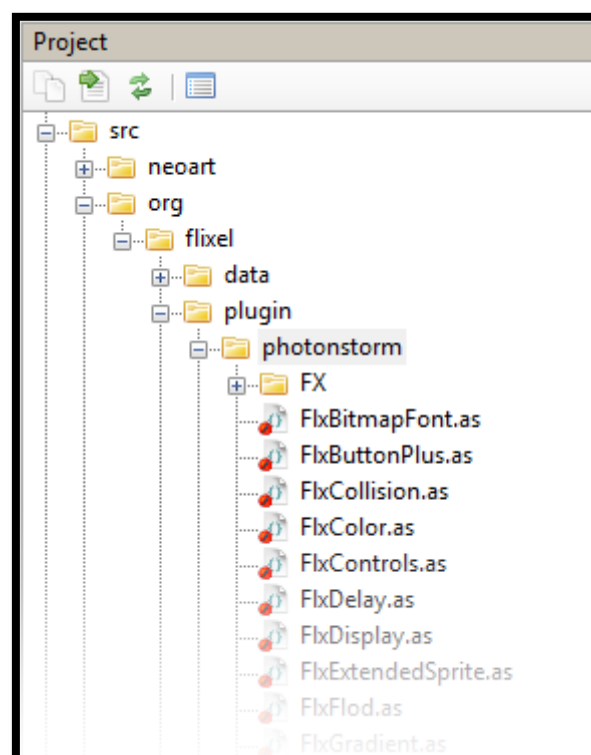 Project
src
neoart
org
flixel
data
plugin
photonstorm
FX
FlxBitmapFont.as
FlxButtonPlus.as
FlxCollision.as
FlxColor.as
FlxControls.as
FlxDelay.as
FlxDisplay.as
FlxExtendedSprite.as
FlxFlod.as
FlxGradient.as